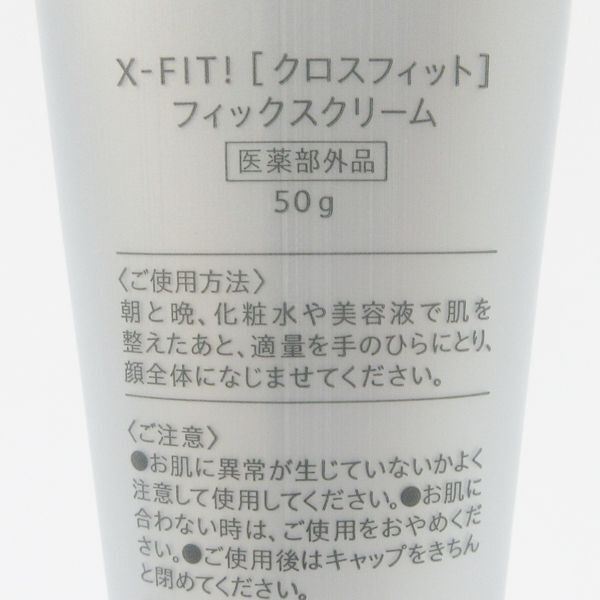 X-FIT! [クロスフィット]
フィックスクリーム
医薬部外品
50g
〈ご使用方法〉
朝と晩、化粧水や美容液で肌を
整えたあと、適量を手のひらにとり、
顔全体になじませてください。
〈ご注意〉
●お肌に異常が生じていないかよく
注意して使用してください。●お肌に
合わない時は、ご使用をおやめくだ
さい。●ご使用後はキャップをきちん
と閉めてください。